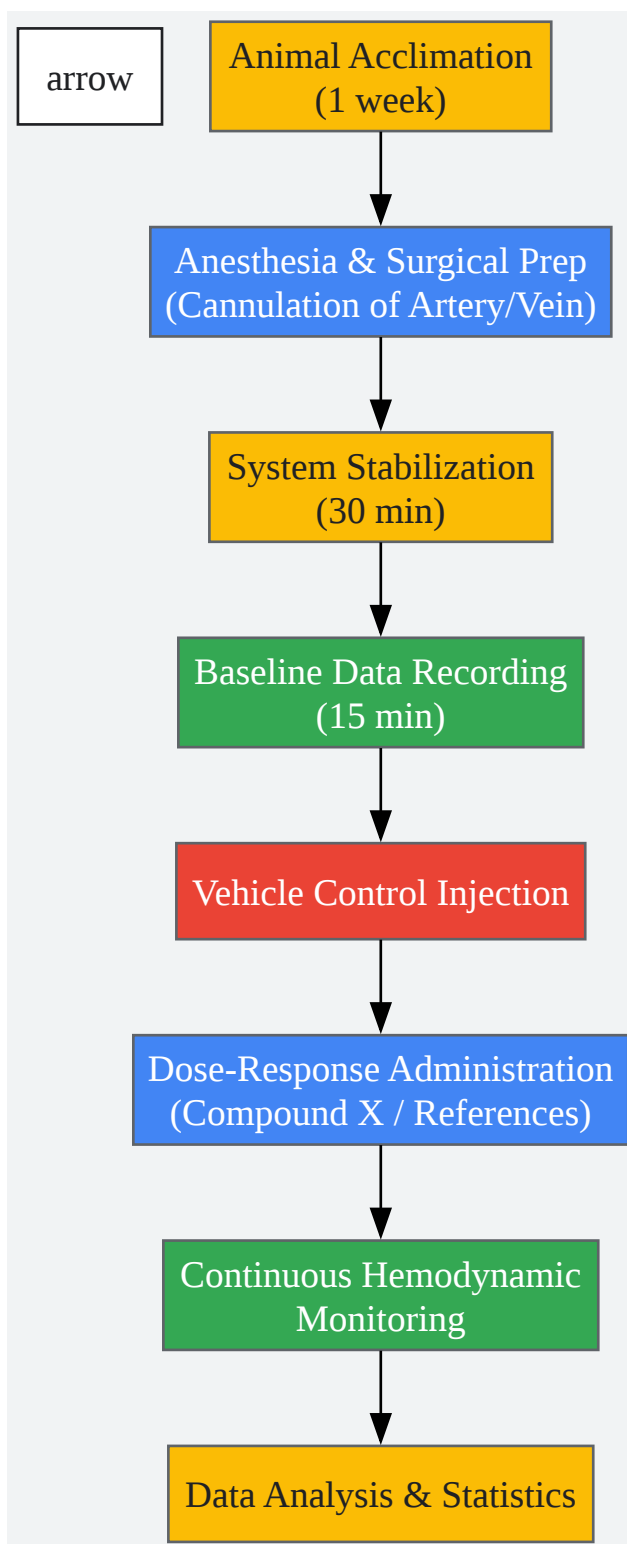 arrow
Animal Acclimation
(1 week)
Anesthesia & Surgical Prep
(Cannulation of Artery/Vein)
System Stabilization
(30 min)
Baseline Data Recording
(15 min)
Vehicle Control Injection
Dose-Response Administration
(Compound X / References)
Continuous Hemodynamic
Monitoring
Data Analysis & Statistics